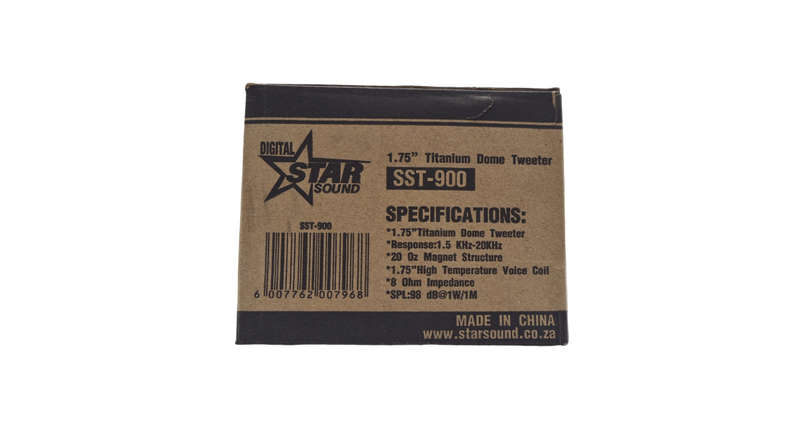 DIGITAL
STAR
SOUND
SST-900
6 007762 007968
1.75" Titanium Dome Tweeter
SST-900
SPECIFICATIONS:
*1.75"Titanium Dome Tweeter
*Response:1.5 KHz-20KHz
*20 Oz Magnet Structure
*1.75"High Temperature Voice Coil
*8 Ohm Impedance
*SPL:98 dB@1W/1M
MADE IN CHINA
www.starsound.co.za